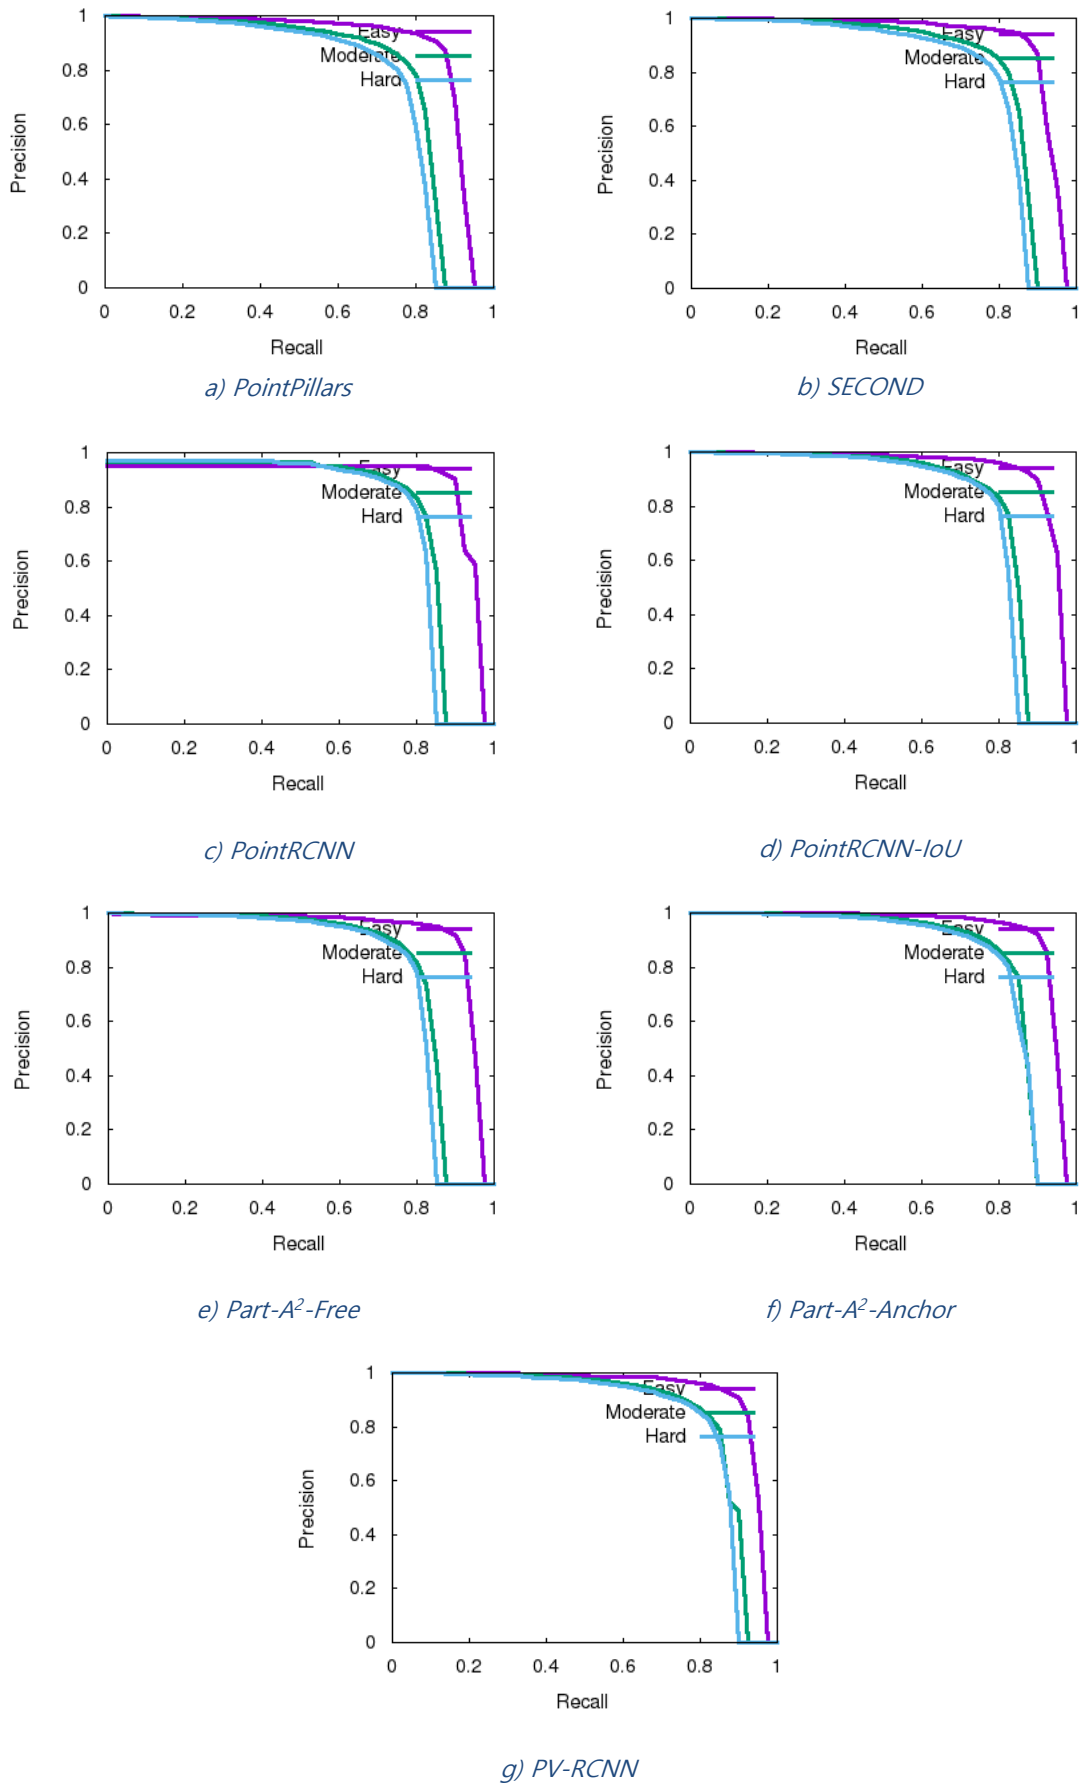 1
0.8
0.6
0.4
0.2
0
Precision
Easy
Moderate
Hard
0 0.2 0.4 0.6 0.8 1
Recall
a) PointPillars
1
0.8
0.6
0.4
0.2
0
Precision
Easy
Moderate
Hard
0 0.2 0.4 0.6 0.8 1
Recall
b) SECOND
1
0.8
0.6
0.4
0.2
0
Precision
Easy
Moderate
Hard
0 0.2 0.4 0.6 0.8 1
Recall
c) PointRCNN
1
0.8
0.6
0.4
0.2
0
Precision
Easy
Moderate
Hard
0 0.2 0.4 0.6 0.8 1
Recall
d) PointRCNN-IoU
1
0.8
0.6
0.4
0.2
0
Precision
Easy
Moderate
Hard
0 0.2 0.4 0.6 0.8 1
Recall
e) Part-A²-Free
1
0.8
0.6
0.4
0.2
0
Precision
Easy
Moderate
Hard
0 0.2 0.4 0.6 0.8 1
Recall
f) Part-A²-Anchor
1
0.8
0.6
0.4
0.2
0
Precision
Easy
Moderate
Hard
0 0.2 0.4 0.6 0.8 1
Recall
g) PV-RCNN